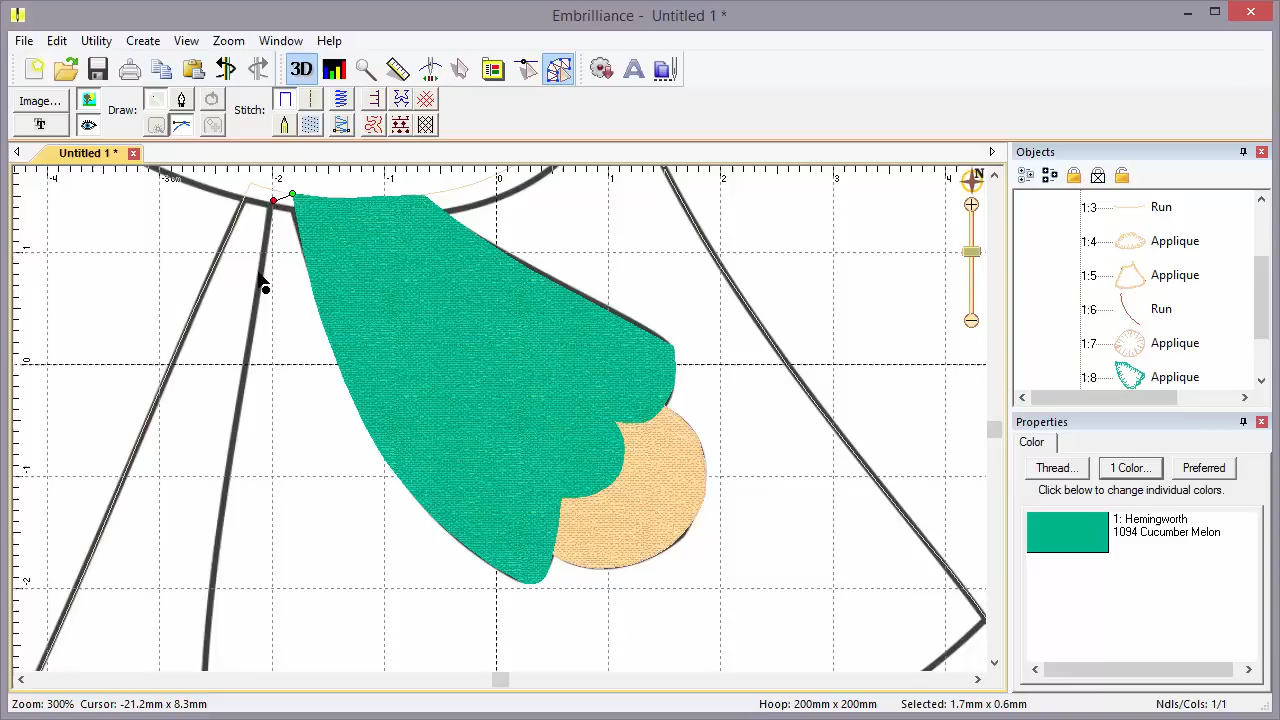 Embrilliance - Untitled 1 *
File Edit Utility Create View Zoom Window Help
3D
Image... Draw: Stitch:
T
Untitled 1 *
Objects
N
1:3 Run
1:4 Applique
1:5 Applique
1:6 Run
1:7 Applique
1:8 Applique
Properties
Color
Thread... 1 Color... Preferred
Click below to change individual colors.
1: Hemingworth
1094 Cucumber Melon
Zoom: 300% Cursor: -21.2mm x 8.3mm Hoop: 200mm x 200mm Selected: 1.7mm x 0.6mm Ndls/Cols: 1/1